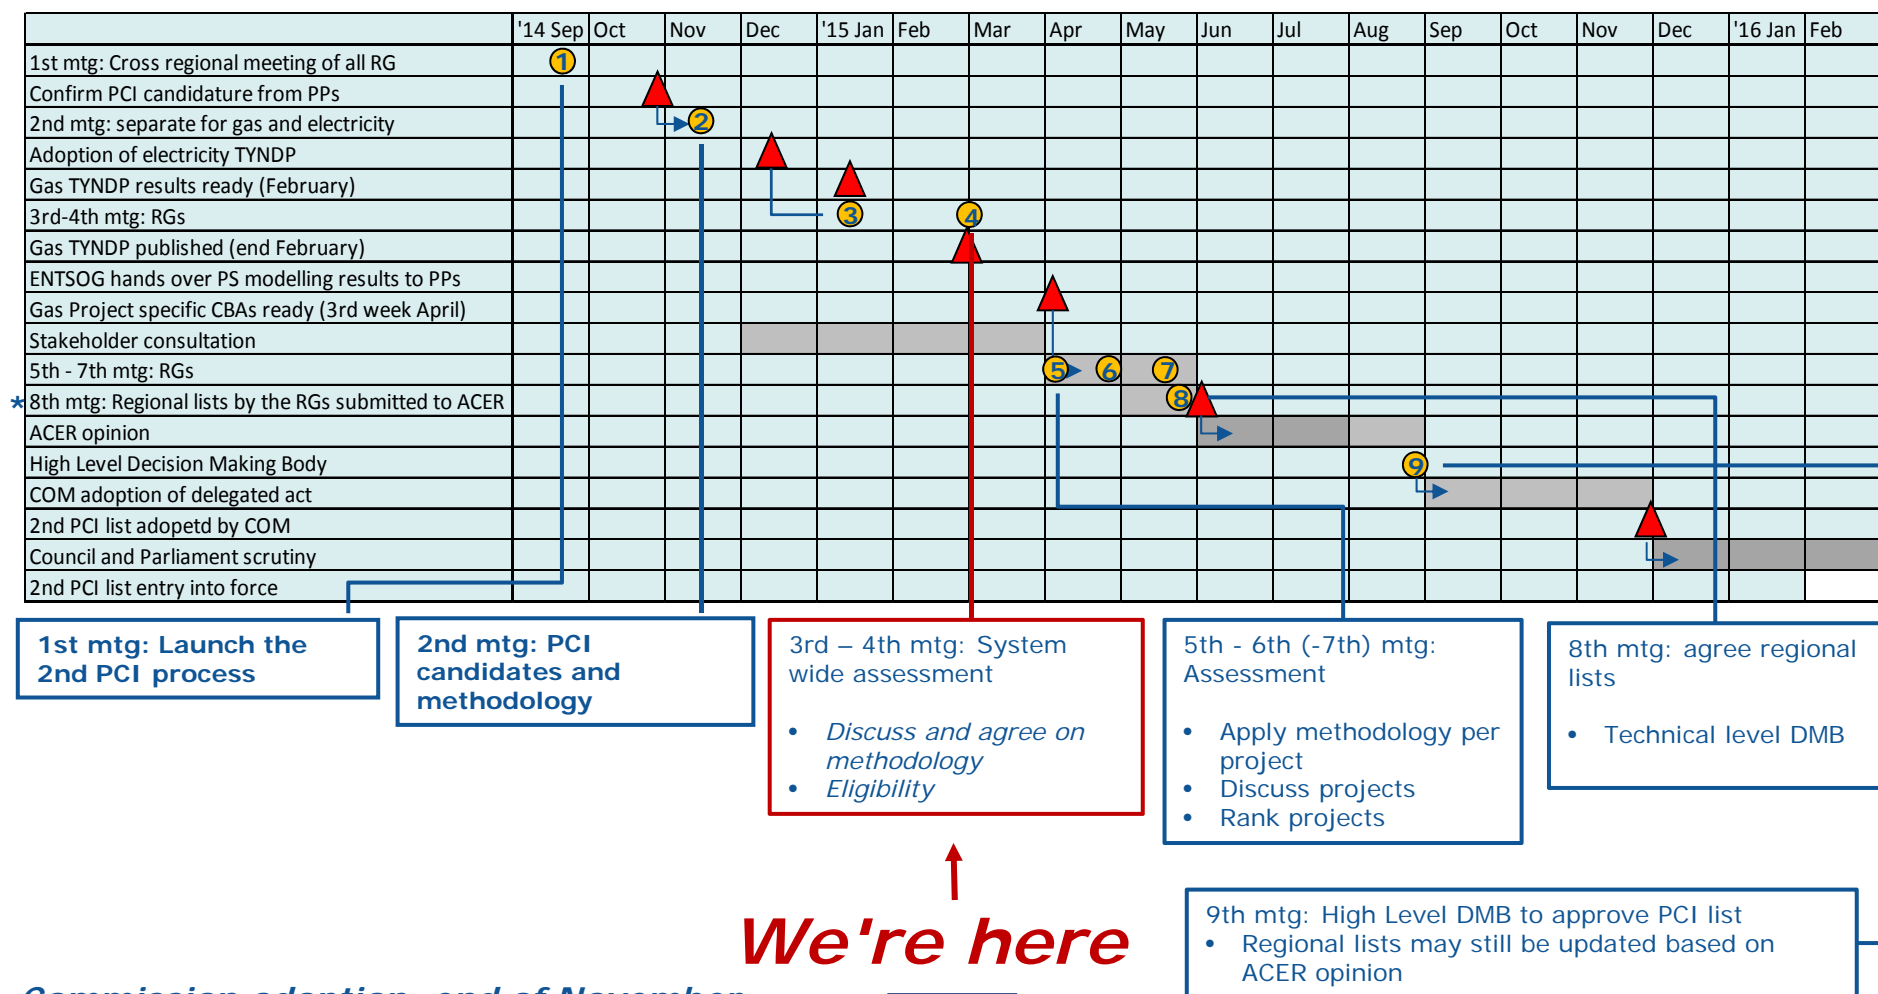 '14 Sep Oct Nov Dec '15 Jan Feb Mar Apr May Jun Jul Aug Sep Oct Nov Dec '16 Jan Feb
1st mtg: Cross regional meeting of all RG 1
Confirm PCI candidature from PPs
2nd mtg: separate for gas and electricity 2
Adoption of electricity TYNDP
Gas TYNDP results ready (February)
3rd-4th mtg: RGs 3 4
Gas TYNDP published (end February)
ENTSOG hands over PS modelling results to PPs
Gas Project specific CBAs ready (3rd week April)
Stakeholder consultation
5th - 7th mtg: RGs 5 6 7
* 8th mtg: Regional lists by the RGs submitted to ACER 8
ACER opinion
High Level Decision Making Body 9
COM adoption of delegated act
2nd PCI list adopetd by COM
Council and Parliament scrutiny
2nd PCI list entry into force
1st mtg: Launch the
2nd PCI process
2nd mtg: PCI
candidates and
methodology
3rd – 4th mtg: System
wide assessment
• Discuss and agree on
methodology
• Eligibility
5th - 6th (-7th) mtg:
Assessment
• Apply methodology per
project
• Discuss projects
• Rank projects
8th mtg: agree regional
lists
• Technical level DMB
We're here
9th mtg: High Level DMB to approve PCI list
• Regional lists may still be updated based on
ACER opinion
Commission adoption, end of November